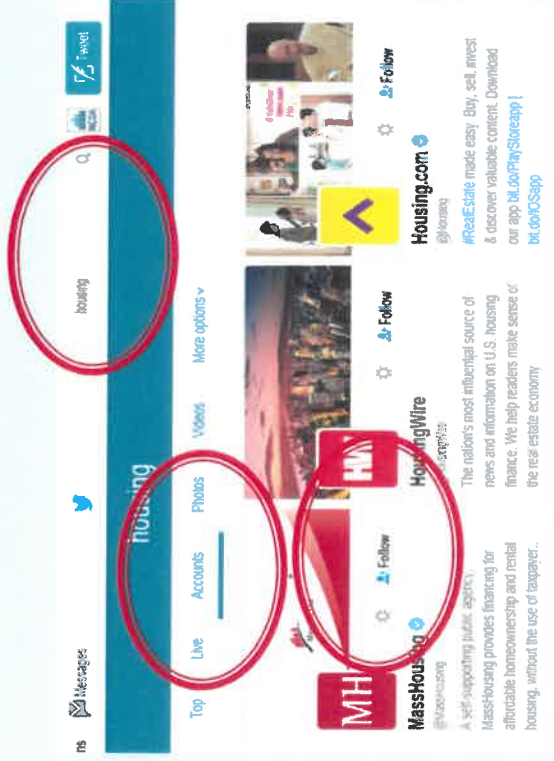 ns Messages housing Tweet
housing
Top Live Accounts Photos Videos More options
MH
Follow
MassHousing
@MassHousing
A self-supporting public agency,
MassHousing provides financing for
affordable homeownership and rental
housing, without the use of taxpayer..
HW
Follow
HousingWire
The nation's most influential source of
news and information on U.S. housing
finance. We help readers make sense of
the real estate economy
Follow
Housing.com
@Housing
#RealEstate made easy. Buy, sell, invest
& discover valuable content. Download
our app bit.do/PlayStoreapp |
bit.do/iOSapp